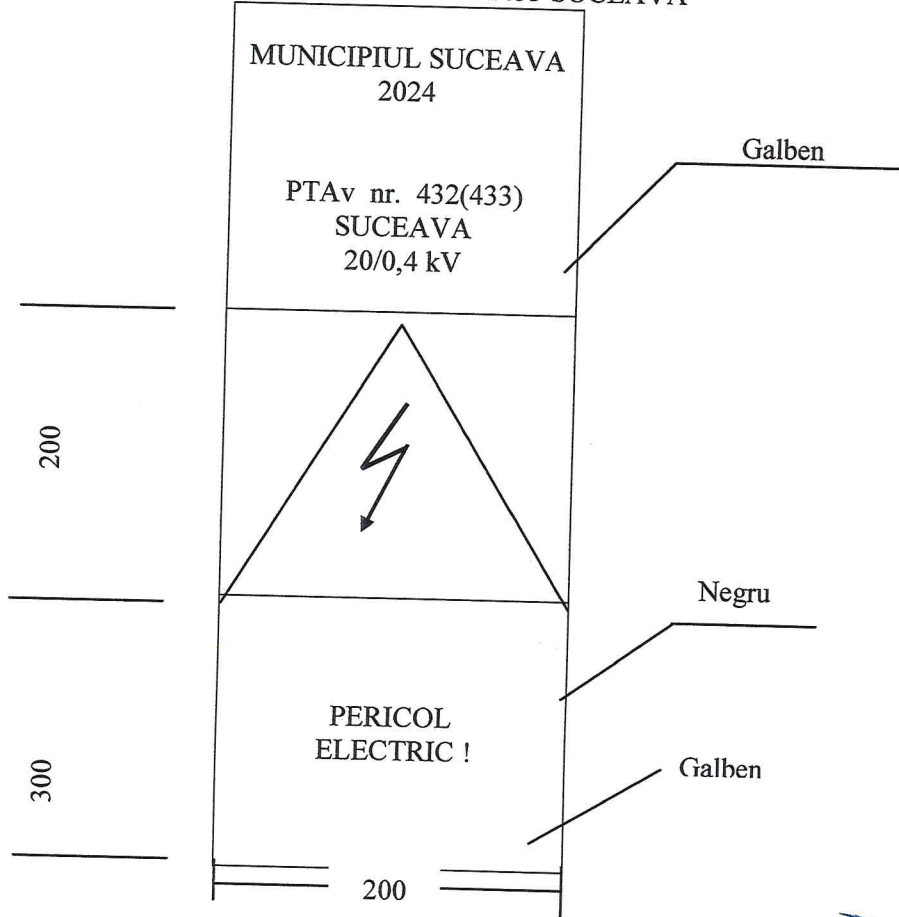 SUCEAVA
MUNICIPIUL SUCEAVA
2024
Galben
PTAv nr. 432(433)
SUCEAVA
20/0,4 kV
200
Negru
PERICOL
ELECTRIC !
Galben
300
200